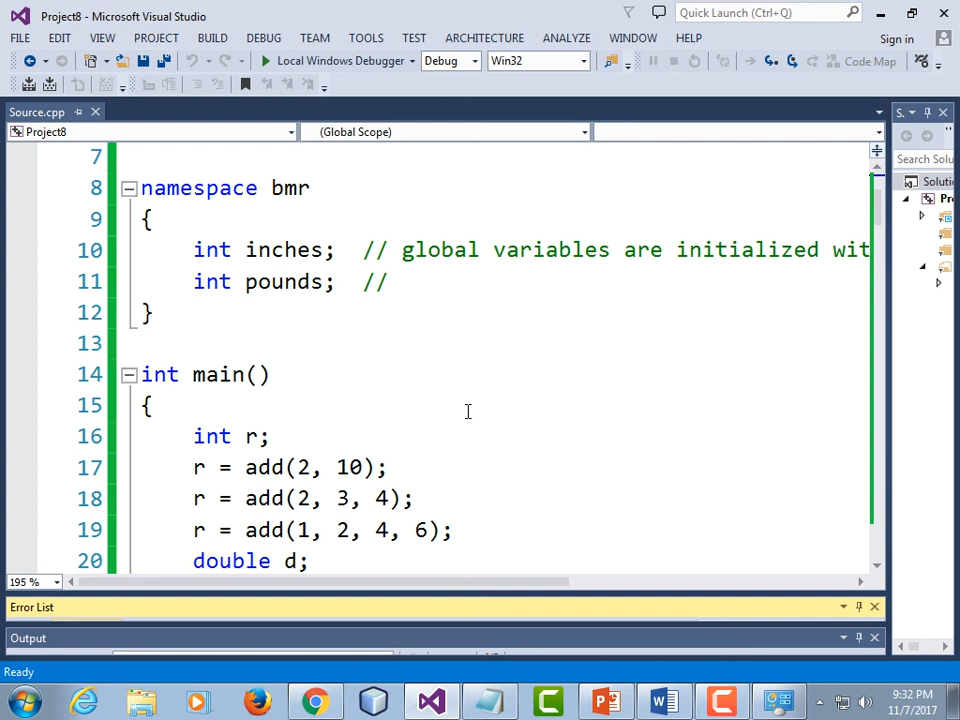 Project8 - Microsoft Visual Studio
Quick Launch (Ctrl+Q)
FILE EDIT VIEW PROJECT BUILD DEBUG TEAM TOOLS TEST ARCHITECTURE ANALYZE WINDOW HELP Sign in
Local Windows Debugger Debug Win32 Code Map
Source.cpp S.
Project8 (Global Scope)
Search Solu
Soluti
Pr
7
8 namespace bmr
9 {
10 int inches; // global variables are initialized wit
11 int pounds; //
12 }
13
14 int main()
15 {
16 int r;
17 r = add(2, 10);
18 r = add(2, 3, 4);
19 r = add(1, 2, 4, 6);
20 double d;
195 %
Error List
Output
Ready
9:32 PM
11/7/2017